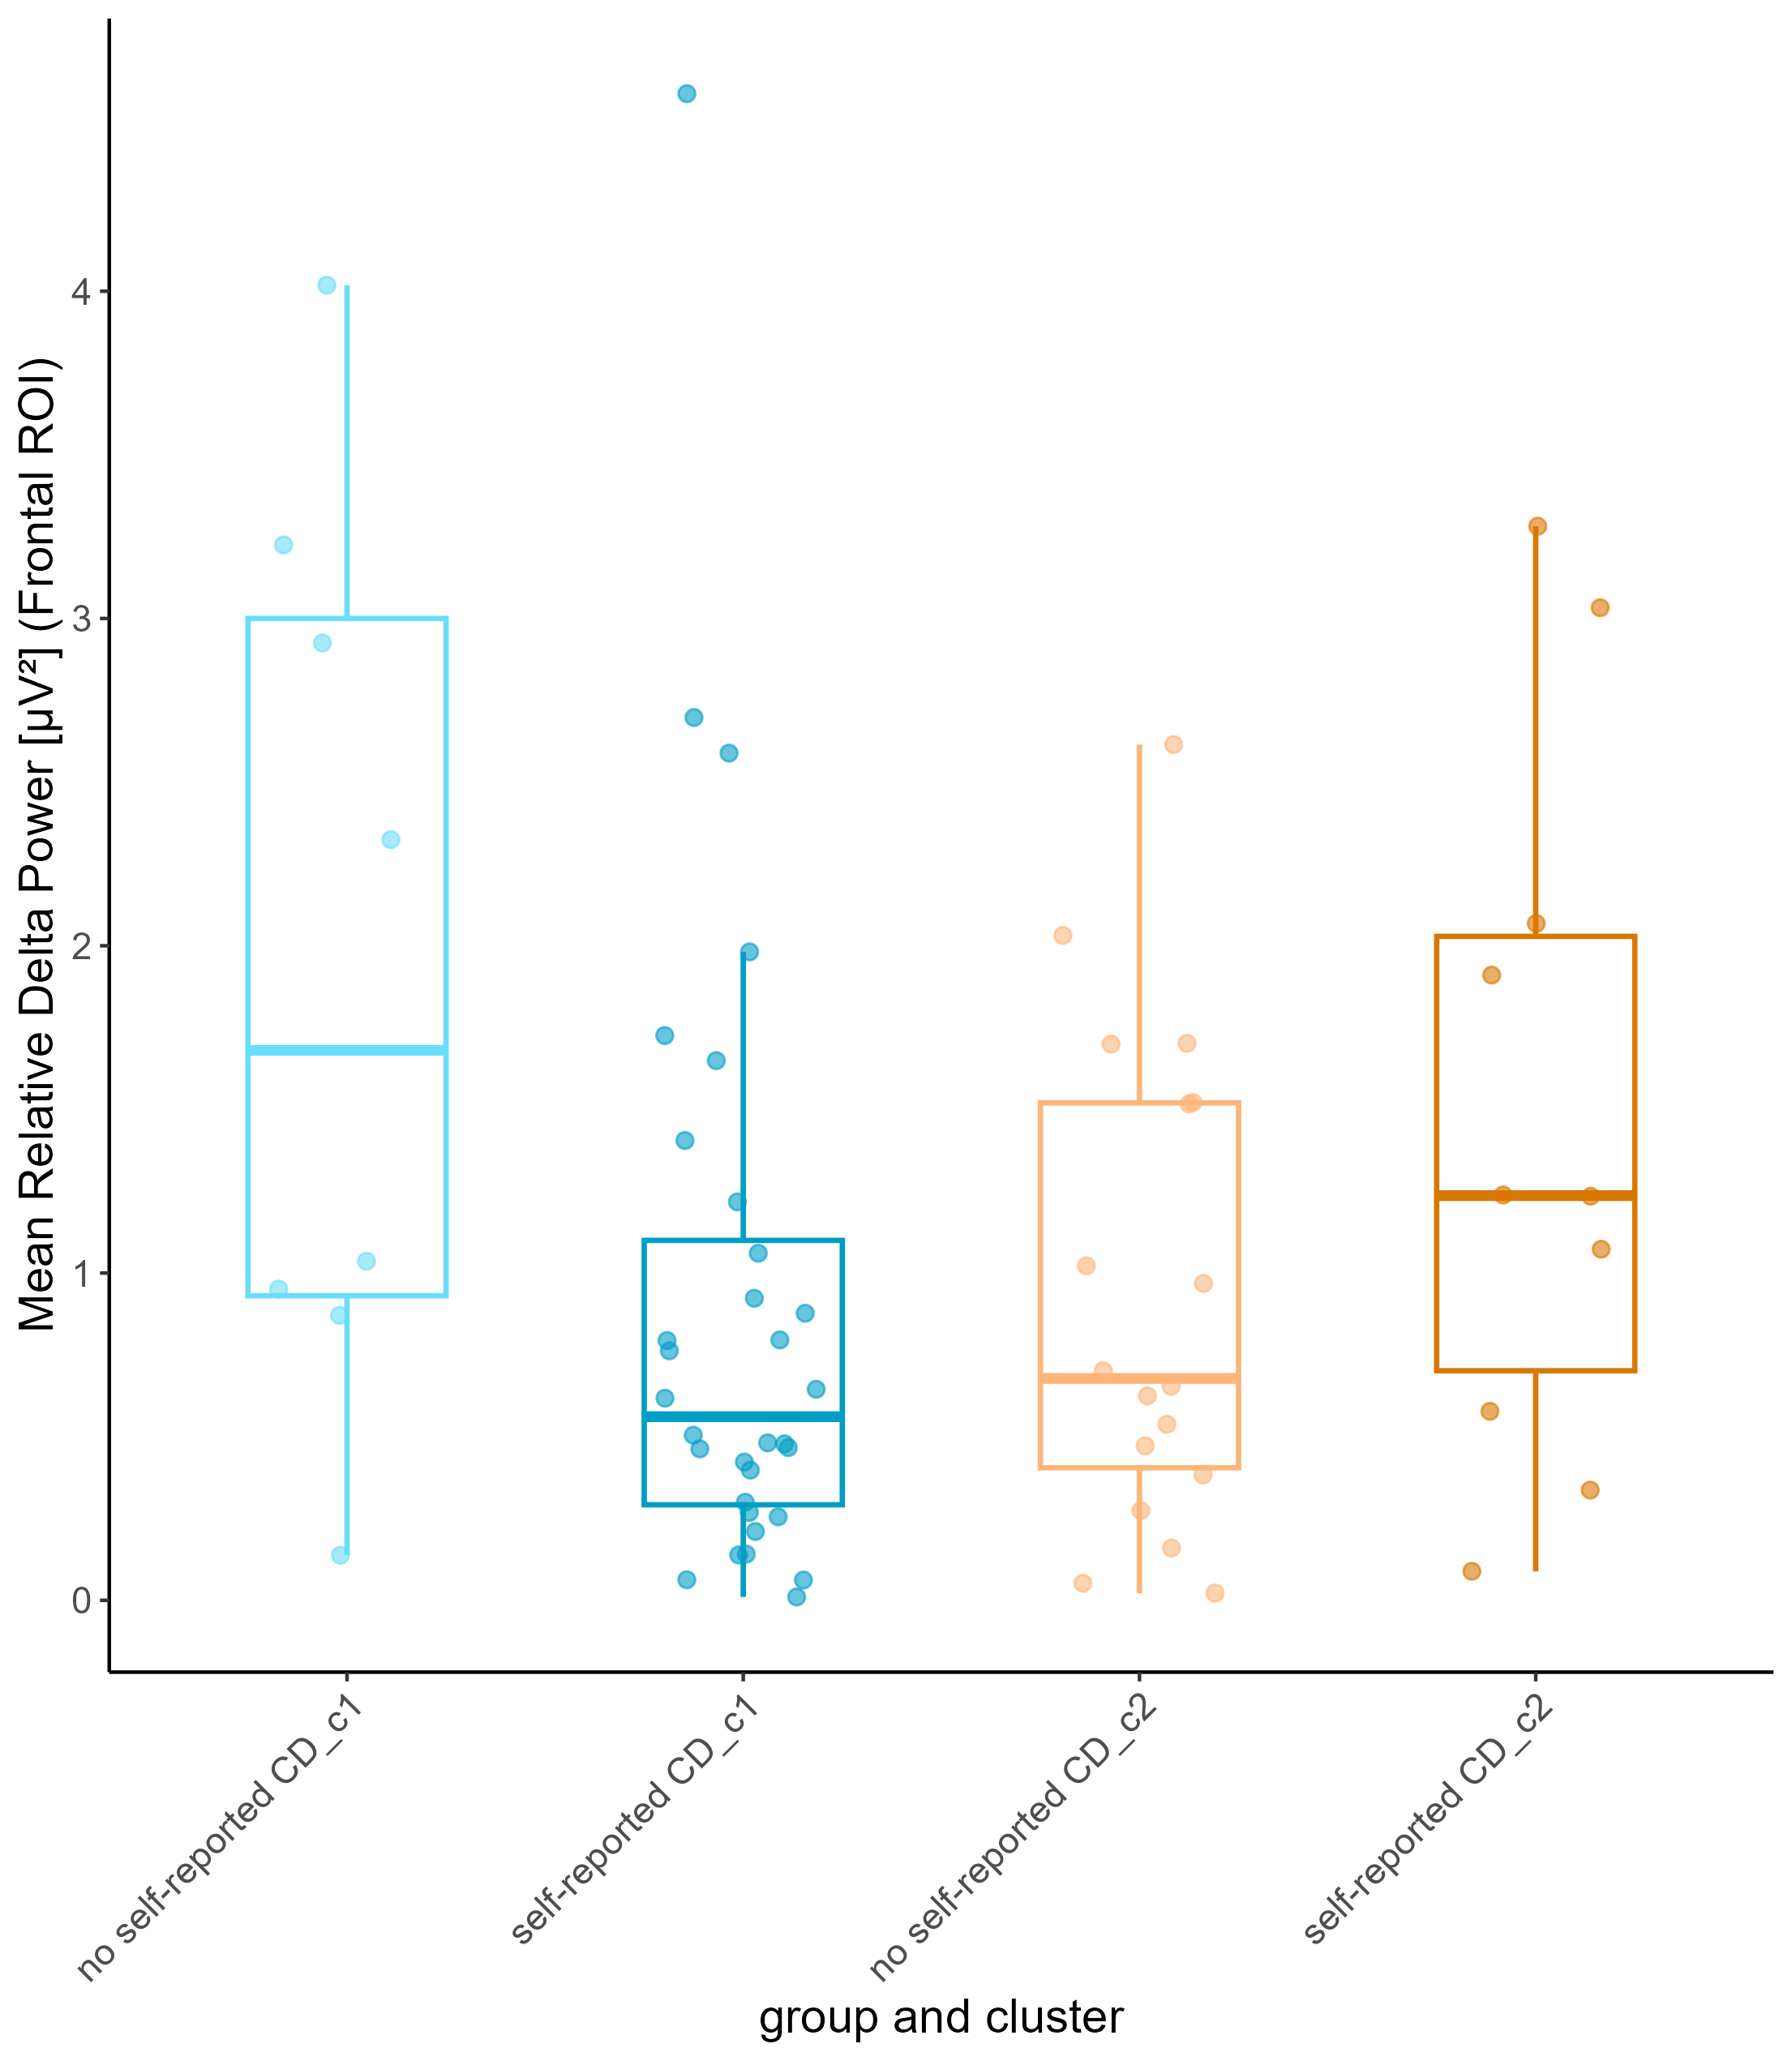 Mean Relative Delta Power [µV²] (Frontal ROI)
4
3
2
1
0
no self-reported CD_c1
self-reported CD_c1
no self-reported CD_c2
self-reported CD_c2
group and cluster